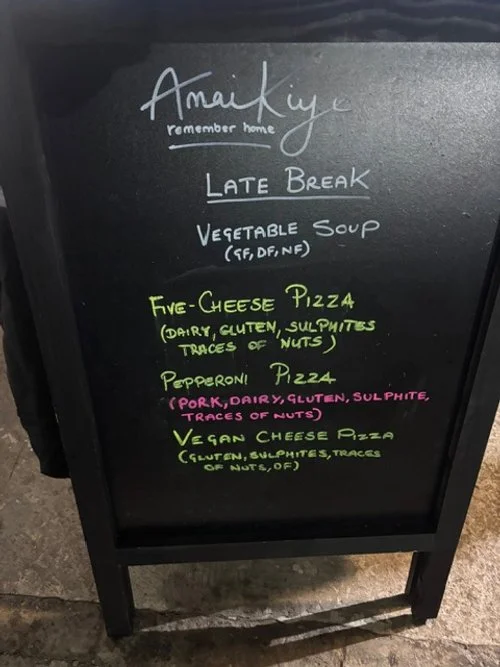 Amaikiye
remember home
LATE BREAK
VEGETABLE SOUP
(GF, DF, NF)
FIVE-CHEESE PIZZA
(DAIRY, GLUTEN, SULPHITES
TRACES OF NUTS)
PEPPERONI PIZZA
(PORK, DAIRY, GLUTEN, SULPHITE,
TRACES OF NUTS)
VEGAN CHEESE PIZZA
(GLUTEN, SULPHITES, TRACES
OF NUTS, DF)